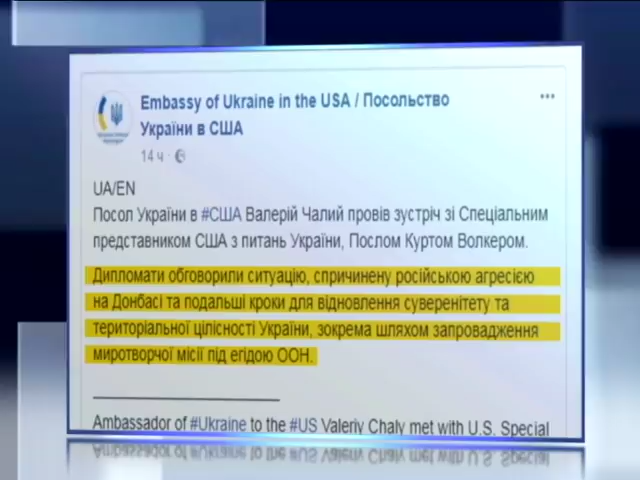 Embassy of Ukraine in the USA / Посольство
України в США
14 ч ·
UA/EN
Посол України в #США Валерій Чалий провів зустріч зі Спеціальним
представником США з питань України, Послом Куртом Волкером.
Дипломати обговорили ситуацію, спричинену російською агресією
на Донбасі та подальші кроки для відновлення суверенітету та
територіальної цілісності України, зокрема шляхом запровадження
миротворчої місії під егідою ООН.
Ambassador of #Ukraine to the #US Valeriy Chaly met with U.S. Special